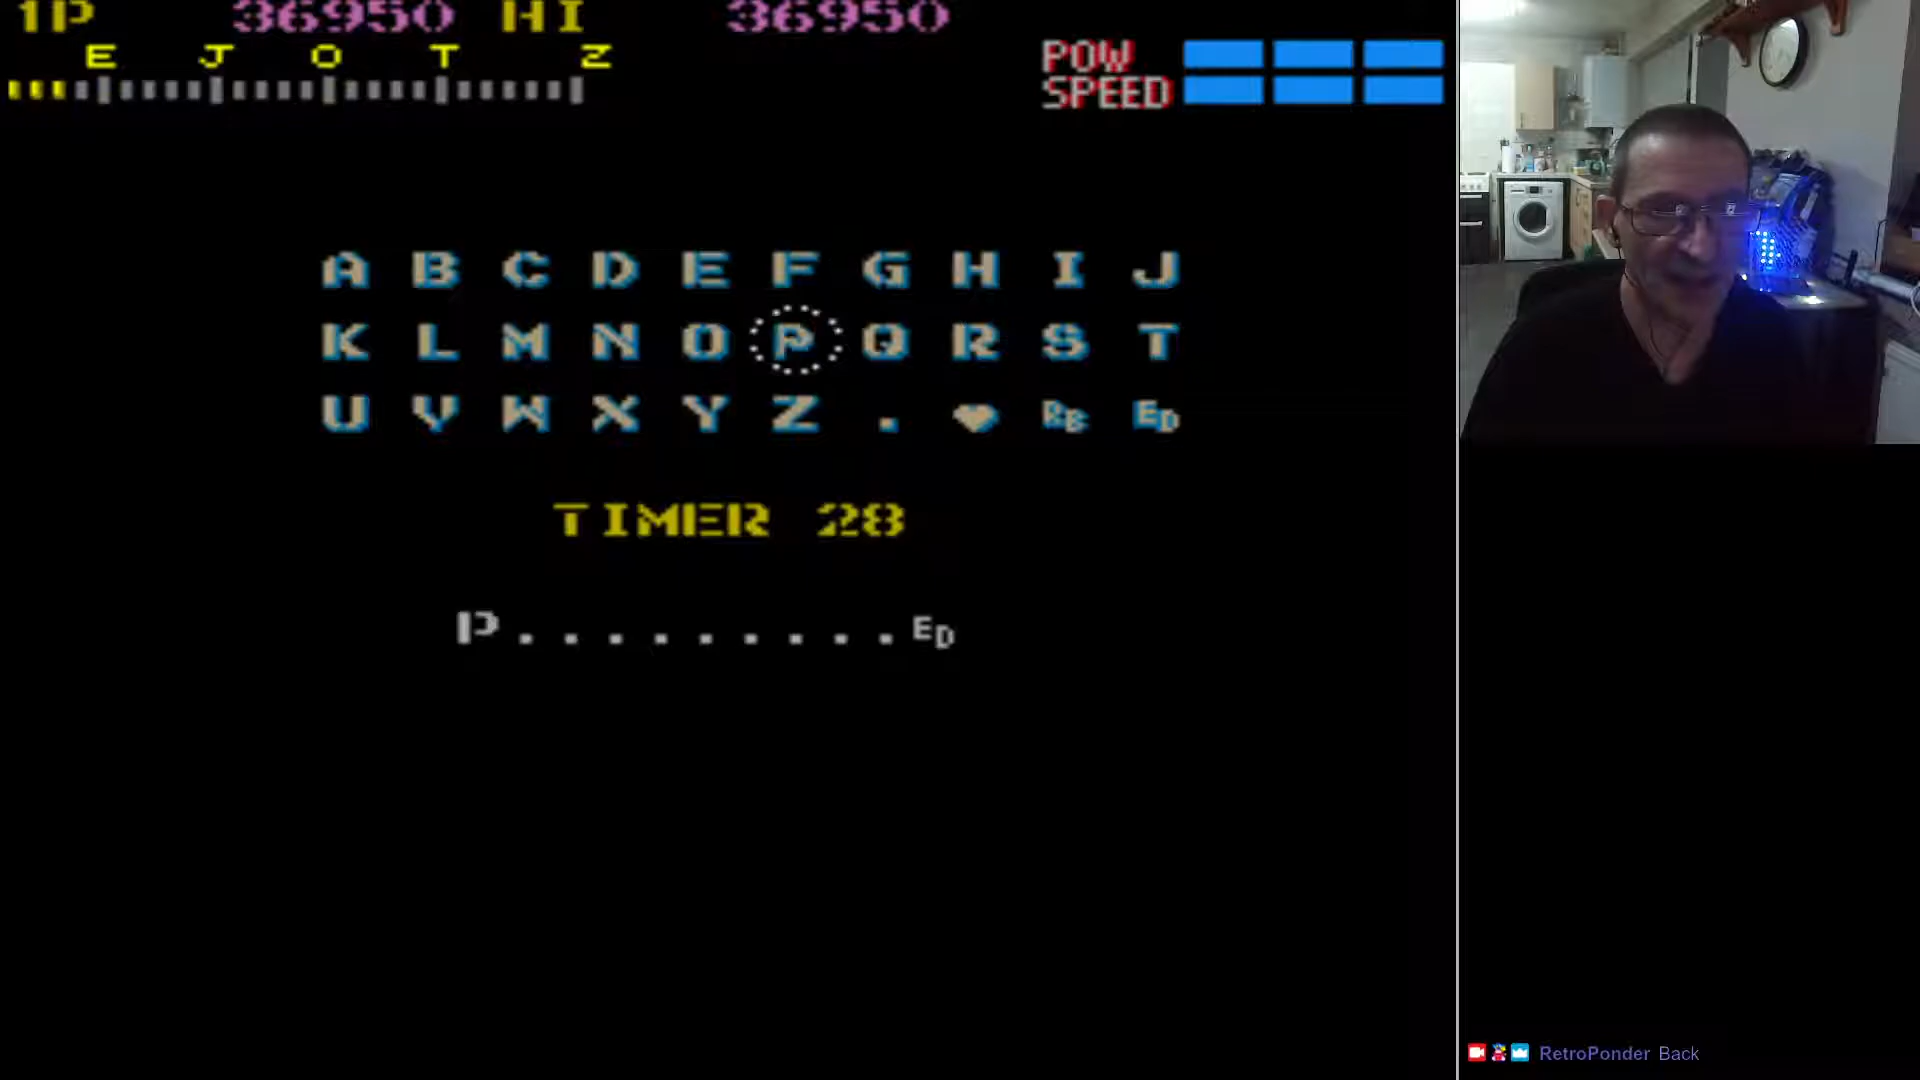 1P 36950 HI 36950
E J O T Z
POW
SPEED
A B C D E F G H I J
K L M N O P Q R S T
U V W X Y Z . ♥ RB ED
TIMER 28
P.........ED
RetroPonder Back